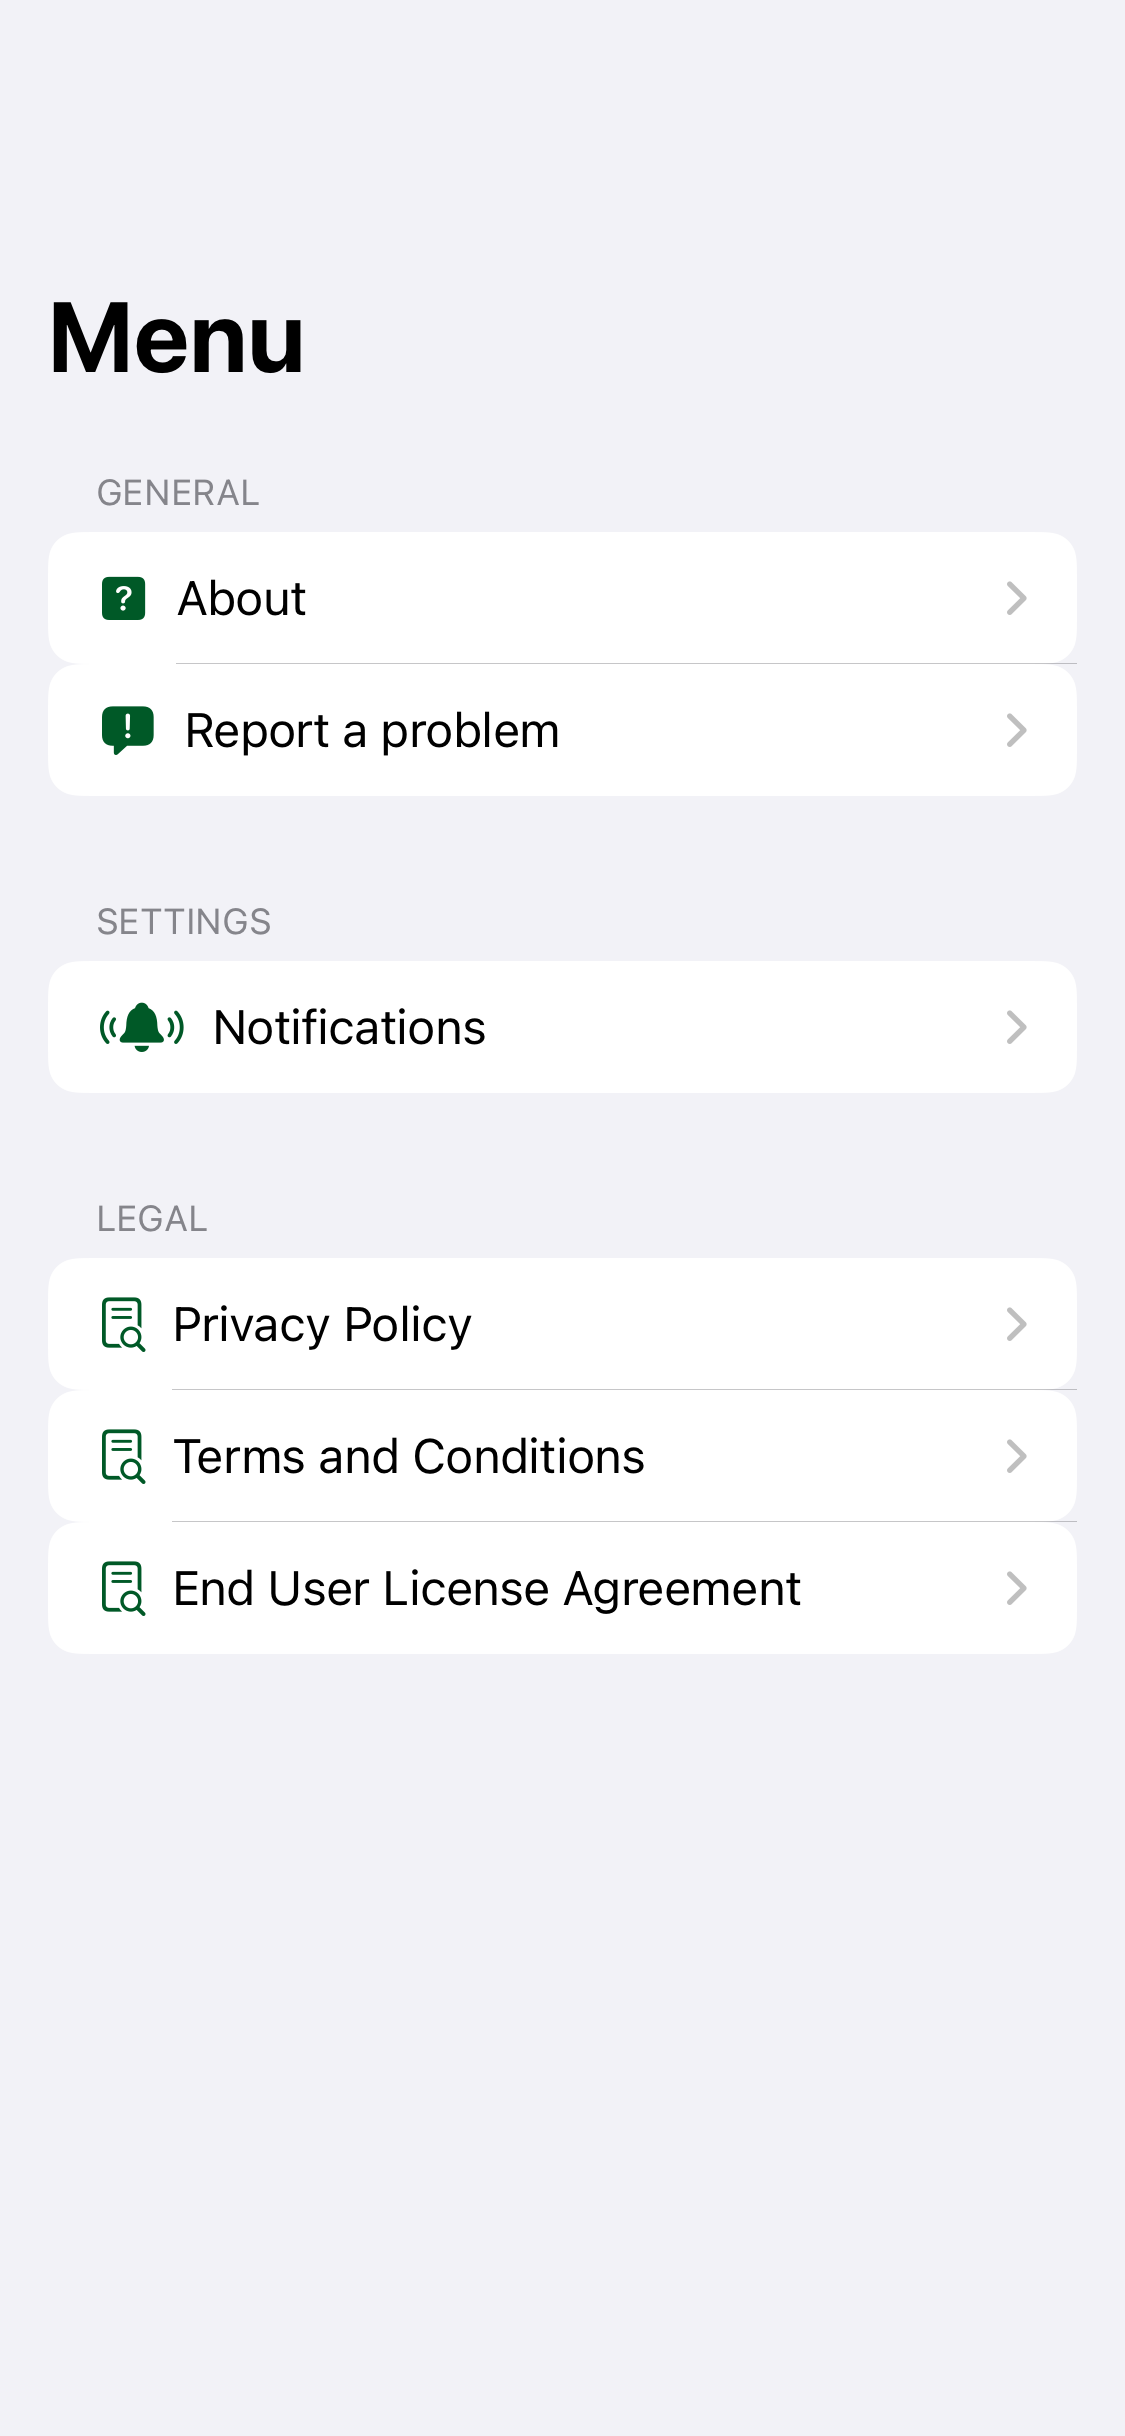 Menu
GENERAL
About
Report a problem
SETTINGS
Notifications
LEGAL
Privacy Policy
Terms and Conditions
End User License Agreement